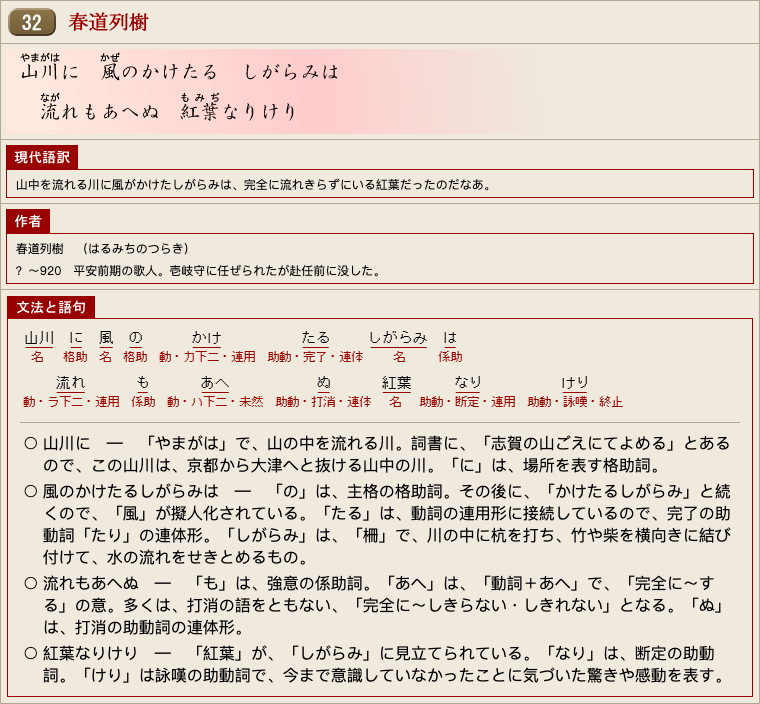 32 春道列樹
やまがは かぜ
山川に 風のかけたる しがらみは
なが もみぢ
流れもあへぬ 紅葉なりけり
現代語訳
山中を流れる川に風がかけたしがらみは、完全に流れきらずにいる紅葉だったのだなあ。
作者
春道列樹 （はるみちのつらき）
？～920 平安前期の歌人。壱岐守に任ぜられたが赴任前に没した。
文法と語句
山川 に 風 の かけ たる しがらみ は
名 格助 名 格助 動・カ下二・連用 助動・完了・連体 名 係助
流れ も あへ ぬ 紅葉 なり けり
動・ラ下二・連用 係助 動・ハ下二・未然 助動・打消・連体 名 助動・断定・連用 助動・詠嘆・終止
○ 山川に ― 「やまがは」で、山の中を流れる川。詞書に、「志賀の山ごえにてよめる」とある
ので、この山川は、京都から大津へと抜ける山中の川。「に」は、場所を表す格助詞。
○ 風のかけたるしがらみは ― 「の」は、主格の格助詞。その後に、「かけたるしがらみ」と続
くので、「風」が擬人化されている。「たる」は、動詞の連用形に接続しているので、完了の助
動詞「たり」の連体形。「しがらみ」は、「柵」で、川の中に杭を打ち、竹や柴を横向きに結び
付けて、水の流れをせきとめるもの。
○ 流れもあへぬ ― 「も」は、強意の係助詞。「あへ」は、「動詞＋あへ」で、「完全に～す
る」の意。多くは、打消の語をともない、「完全に～しきらない・しきれない」となる。「ぬ」
は、打消の助動詞の連体形。
○ 紅葉なりけり ― 「紅葉」が、「しがらみ」に見立てられている。「なり」は、断定の助動
詞。「けり」は詠嘆の助動詞で、今まで意識していなかったことに気づいた驚きや感動を表す。